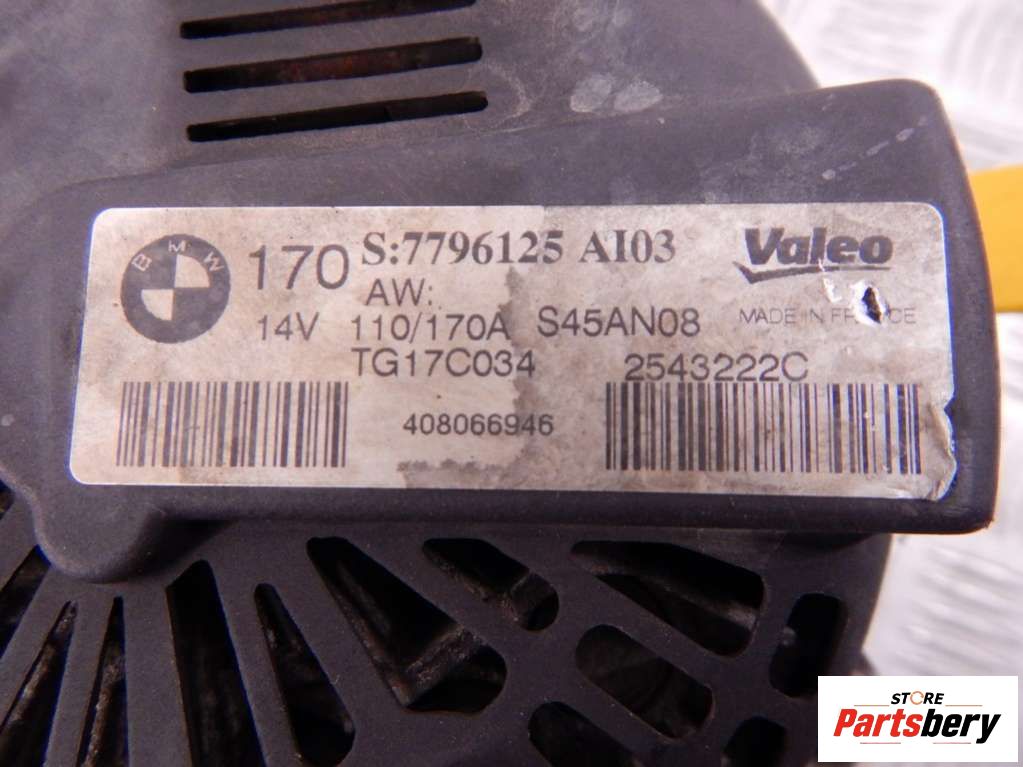 BMW
170 S:7796125 AI03 Valeo
AW:
14V 110/170A S45AN08 MADE IN FRANCE
TG17C034 2543222C
408066946
STORE
Partsbery